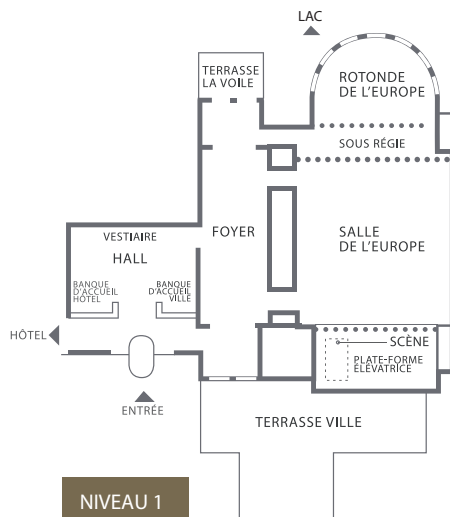 LAC
TERRASSE
LA VOILE
ROTONDE
DE L'EUROPE
SOUS RÉGIE
VESTIAIRE
HALL
FOYER
SALLE
DE L'EUROPE
BANQUE
D'ACCUEIL
HÔTEL
BANQUE
D'ACCUEIL
VILLE
HÔTEL
SCÈNE
PLATE-FORME
ÉLÉVATRICE
ENTRÉE
TERRASSE VILLE
NIVEAU 1